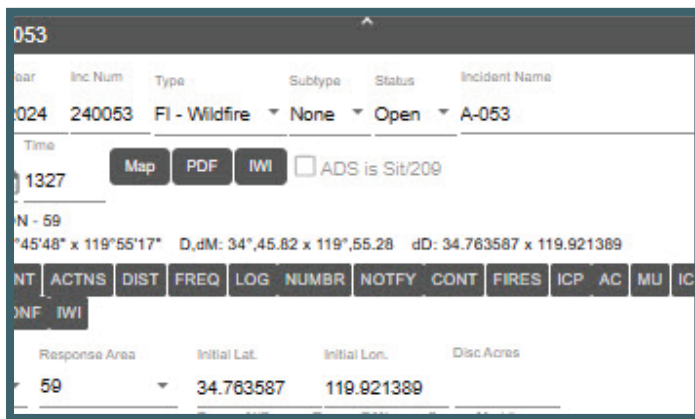 053
ear Inc Num Type Subtype Status Incident Name
2024 240053 FI - Wildfire None Open A-053
Time
1327 Map PDF IWI ADS is Sit/209
N - 59
°45'48" x 119°55'17" D,dM: 34°,45.82 x 119°,55.28 dD: 34.763587 x 119.921389
NT ACTNS DIST FREQ LOG NUMBR NOTFY CONT FIRES ICP AC MU IC
ONF IWI
Response Area Initial Lat. Initial Lon. Disc Acres
59 34.763587 119.921389